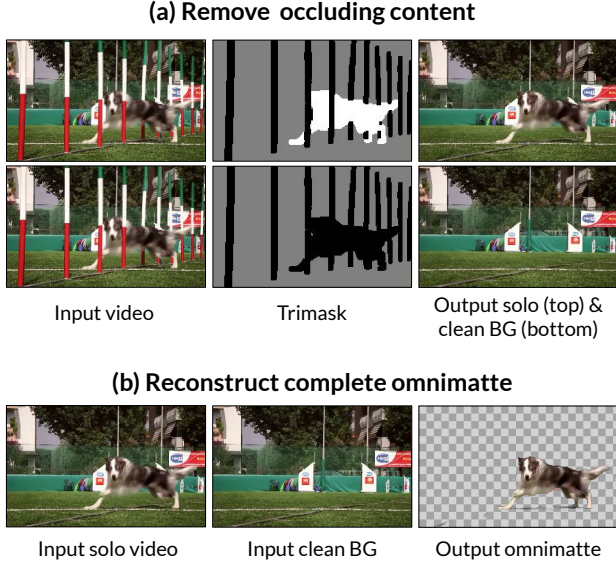 (a) Remove occluding content
Input video
Trimask
Output solo (top) &
clean BG (bottom)
(b) Reconstruct complete omnimatte
Input solo video
Input clean BG
Output omnimatte